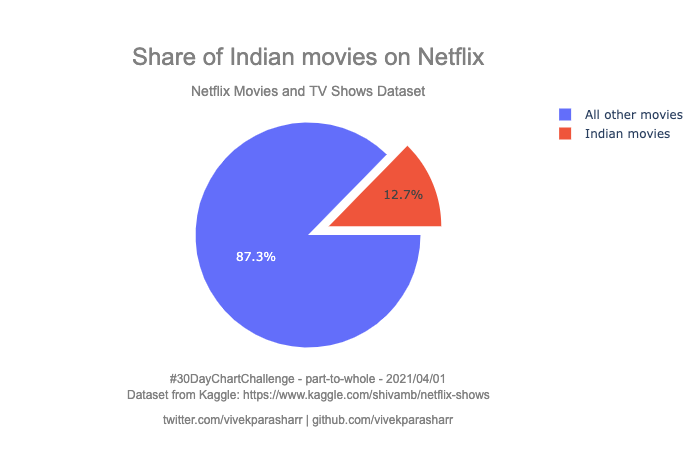 Share of Indian movies on Netflix
Netflix Movies and TV Shows Dataset
All other movies
Indian movies
12.7%
87.3%
#30DayChartChallenge - part-to-whole - 2021/04/01
Dataset from Kaggle: https://www.kaggle.com/shivamb/netflix-shows
twitter.com/vivekparasharr | github.com/vivekparasharr